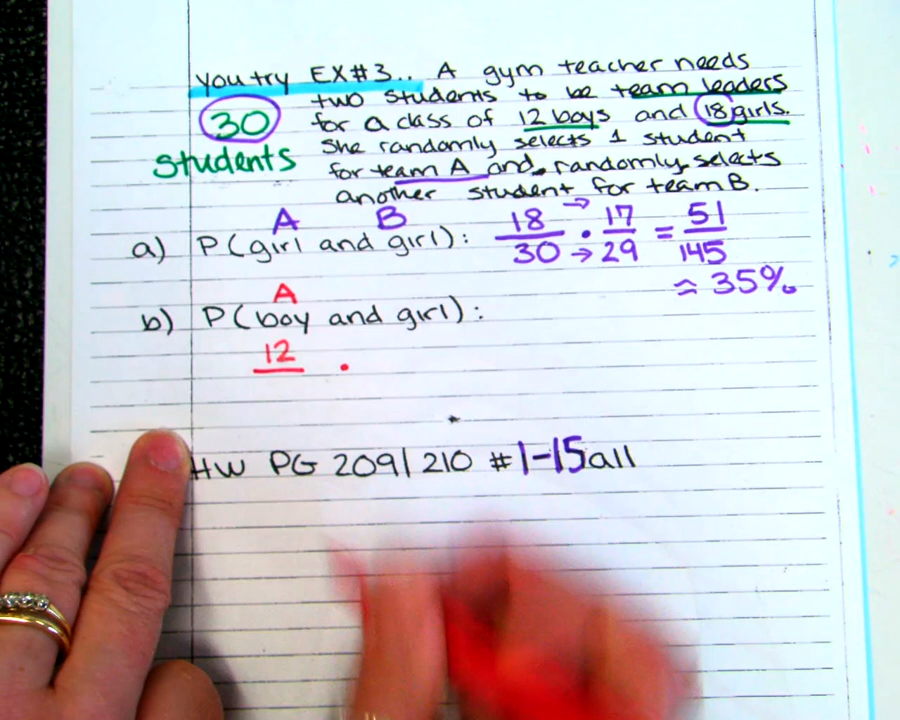 You try EX#3... A gym teacher needs
two students to be team leaders
30 for a class of 12 boys and 18 girls.
students She randomly selects 1 student
for team A and randomly selects
another student for team B.
A B
a) P(girl and girl): 18/30 → → • 17/29 = 51/145
≈ 35%
A
b) P(boy and girl):
12 •
HW PG 209/210 #1-15 all